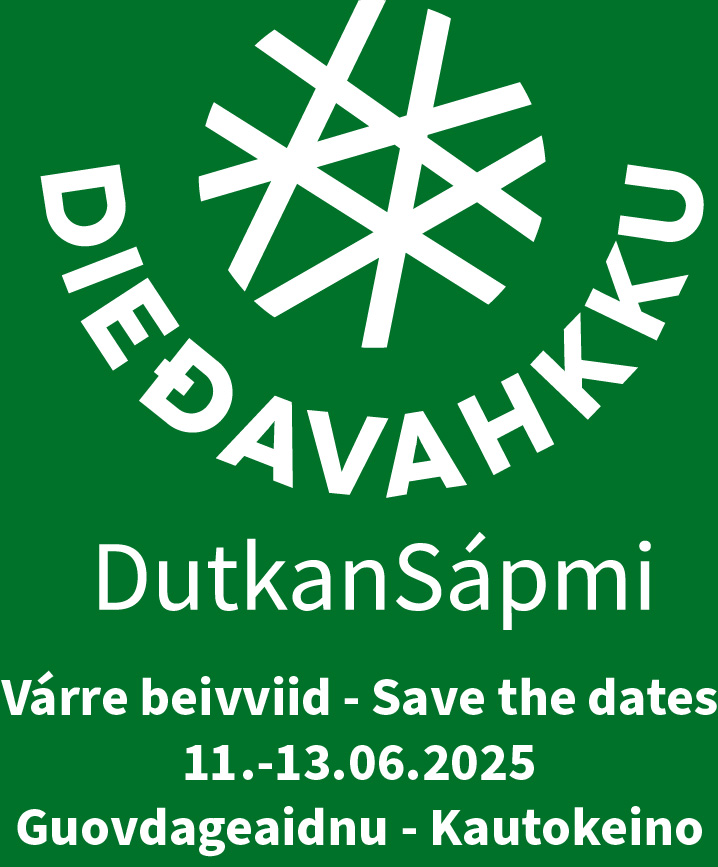 DIEĐAVAHKKU
DutkanSápmi
Várre beivviid - Save the dates
11.-13.06.2025
Guovdageaidnu - Kautokeino